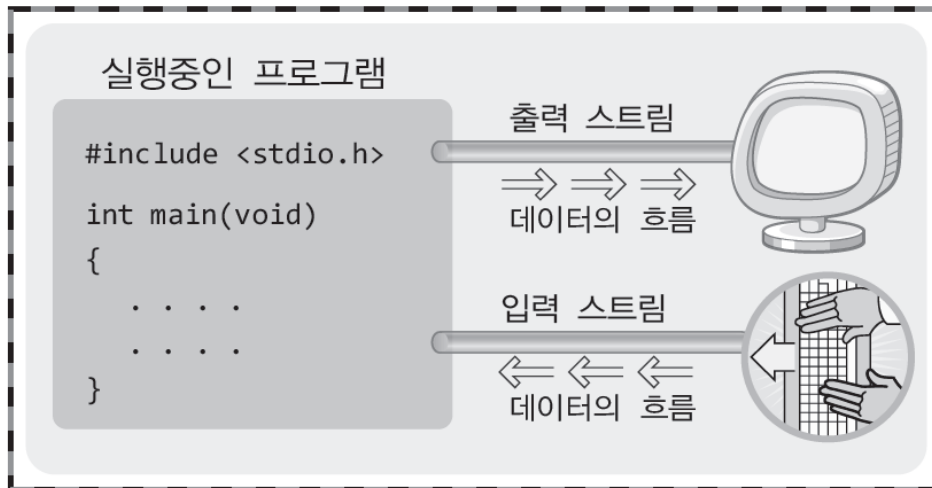 실행중인 프로그램
#include <stdio.h>
int main(void)
{
. . . .
. . . .
}
출력 스트림
데이터의 흐름
입력 스트림
데이터의 흐름